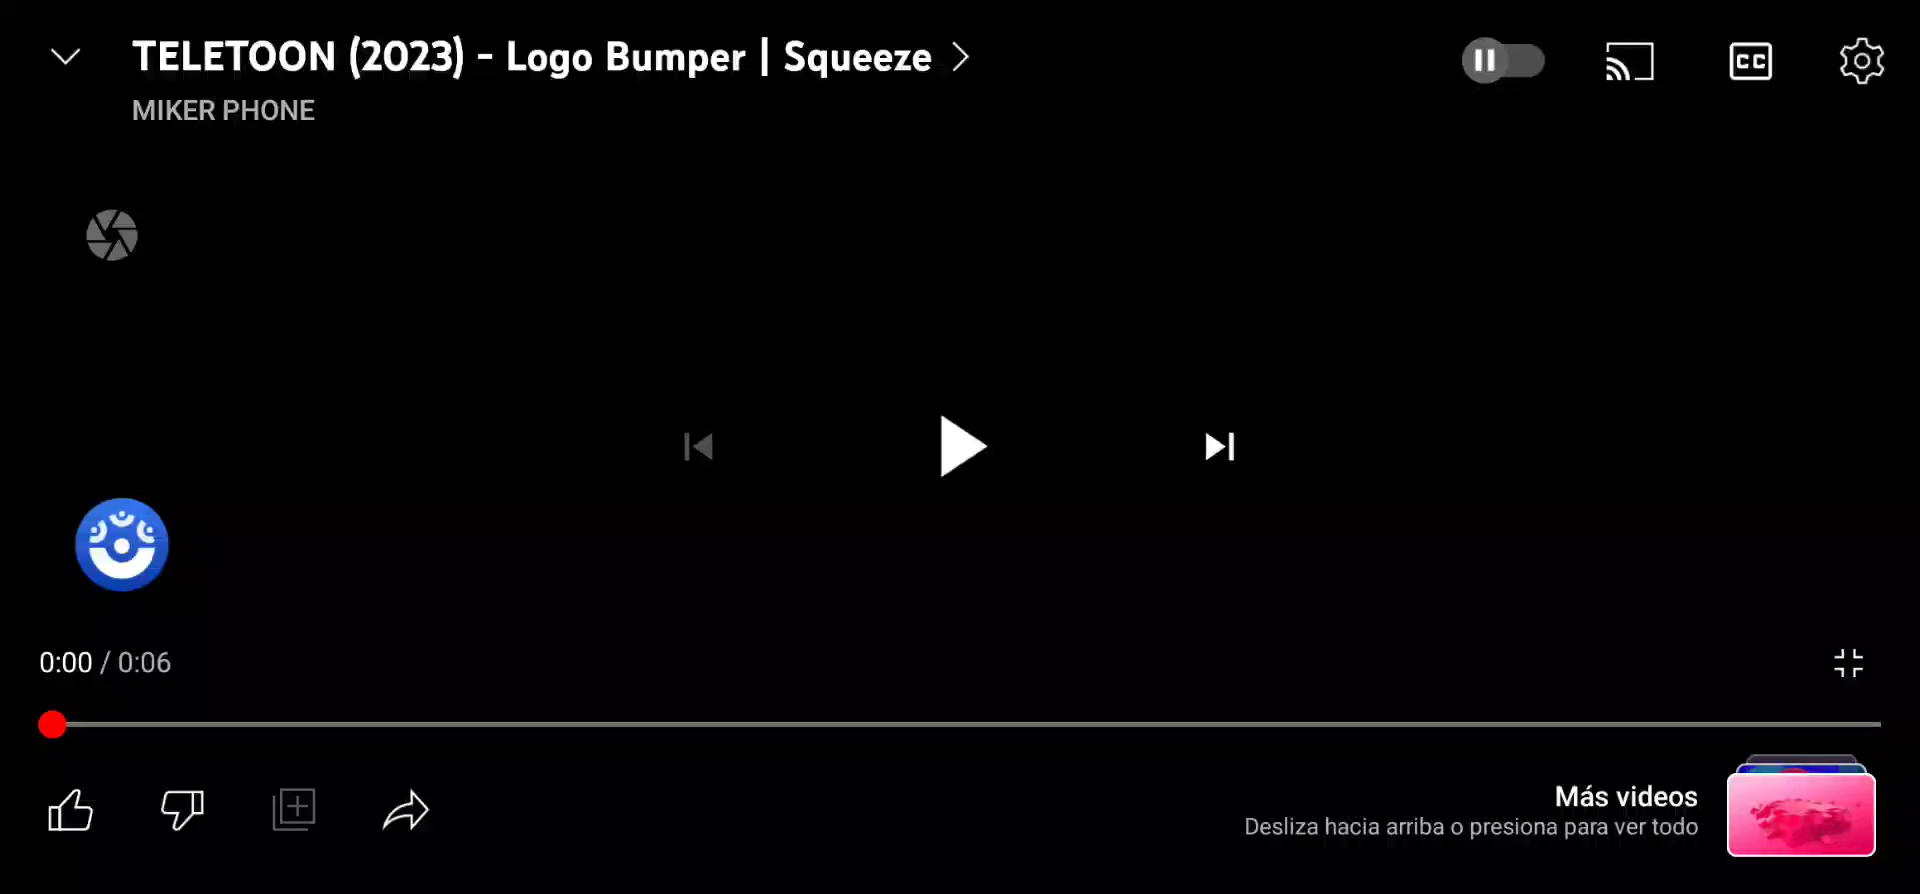 TELETOON (2023) - Logo Bumper | Squeeze
MIKER PHONE
CC
0:00 / 0:06
Más videos
Desliza hacia arriba o presiona para ver todo